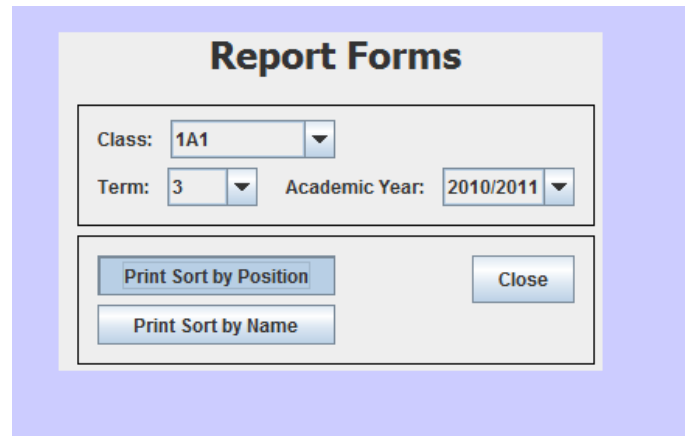 Report Forms
Class: 1A1
Term: 3 Academic Year: 2010/2011
Print Sort by Position Close
Print Sort by Name